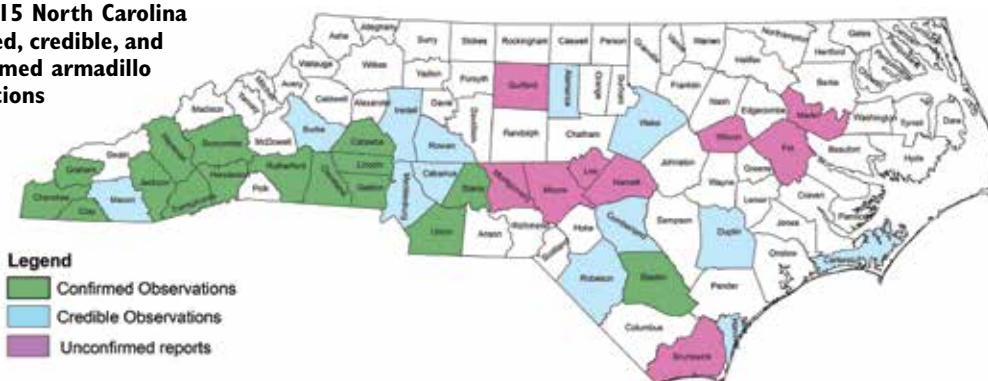 15 North Carolina
ed, credible, and
rmed armadillo
tions
Alleghany
Ashe
Surry
Stokes
Rockingham
Caswell
Person
Warren
Northampton
Gates
Hertford
Halifax
Watauga
Wilkes
Yadkin
Forsyth
Guilford
Alamance
Orange
Durham
Franklin
Bertie
Avery
Caldwell
Alexander
Iredell
Davie
Davidson
Nash
Edgecombe
Martin
Washington
Tyrrell
Dare
Madison
Burke
Randolph
Chatham
Wake
Wilson
Pitt
Beaufort
Hyde
McDowell
Catawba
Rowan
Johnston
Greene
Swain
Buncombe
Rutherford
Lincoln
Cabarrus
Wayne
Lenoir
Craven
Graham
Jackson
Henderson
Polk
Cleveland
Gaston
Mecklenburg
Stanly
Montgomery
Moore
Lee
Harnett
Pamlico
Cherokee
Clay
Macon
Transylvania
Union
Anson
Richmond
Hoke
Cumberland
Sampson
Duplin
Jones
Onslow
Carteret
Robeson
Bladen
Pender
Columbus
Brunswick
Legend
Confirmed Observations
Credible Observations
Unconfirmed reports